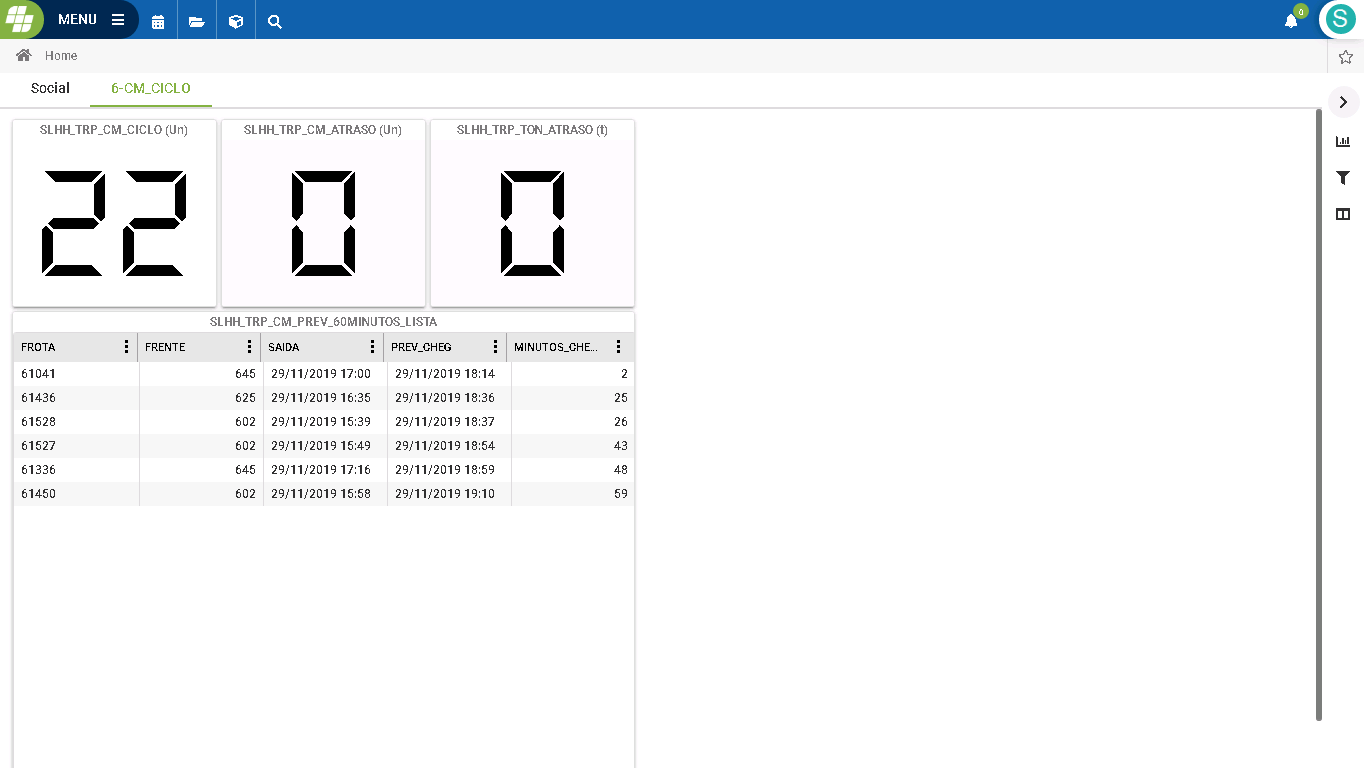 MENU
0
S
Home
Social 6-CM_CICLO
SLHH_TRP_CM_CICLO (Un) SLHH_TRP_CM_ATRASO (Un) SLHH_TRP_TON_ATRASO (t)
22 0 0
SLHH_TRP_CM_PREV_60MINUTOS_LISTA
FROTA FRENTE SAIDA PREV_CHEG MINUTOS_CHE...
61041 645 29/11/2019 17:00 29/11/2019 18:14 2
61436 625 29/11/2019 16:35 29/11/2019 18:36 25
61528 602 29/11/2019 15:39 29/11/2019 18:37 26
61527 602 29/11/2019 15:49 29/11/2019 18:54 43
61336 645 29/11/2019 17:16 29/11/2019 18:59 48
61450 602 29/11/2019 15:58 29/11/2019 19:10 59